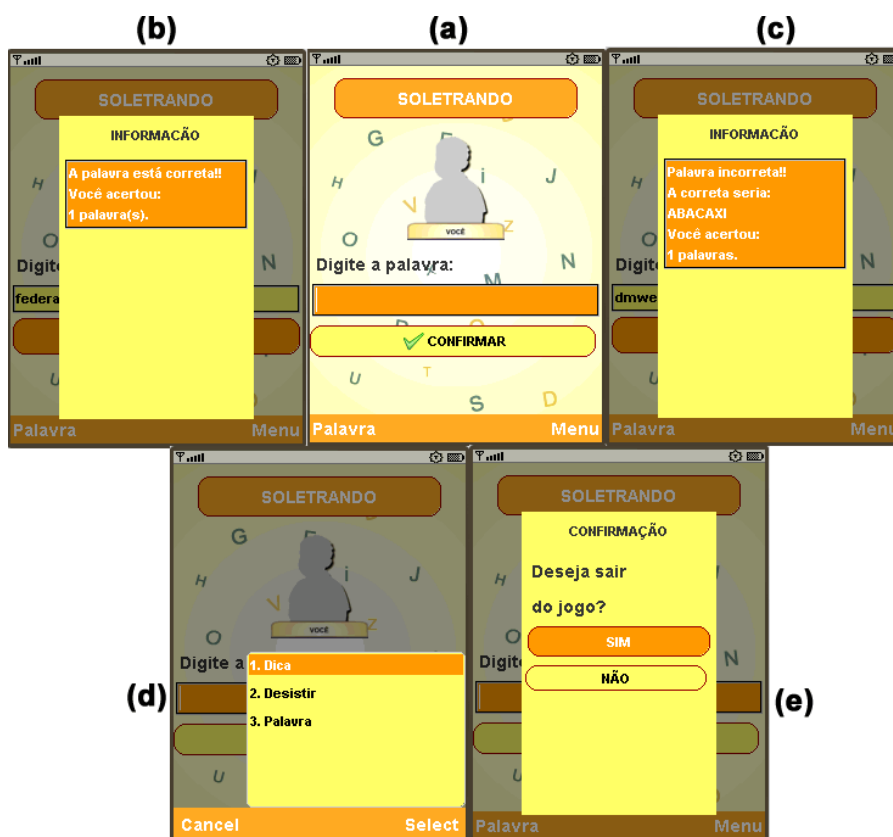 (b)
SOLETRANDO
INFORMACÃO
A palavra está correta!!
Você acertou:
1 palavra(s).
H
O
N
U
federa
Palavra Menu
(a)
SOLETRANDO
G
H
i
J
V
Z
VOCÊ
O
Digite a palavra:
N
M
CONFIRMAR
U
T
S
D
Palavra Menu
(c)
SOLETRANDO
INFORMACÃO
Palavra incorreta!!
A correta seria:
ABACAXI
Você acertou:
1 palavras.
H
O
N
U
dmwe
Palavra Menu
(d)
SOLETRANDO
G
H
i
J
V
Z
VOCÊ
O
Digite a
1. Dica
2. Desistir
3. Palavra
U
Cancel Select
(e)
SOLETRANDO
CONFIRMAÇÃO
Deseja sair
do jogo?
SIM
NÃO
H
O
N
U
Palavra Menu